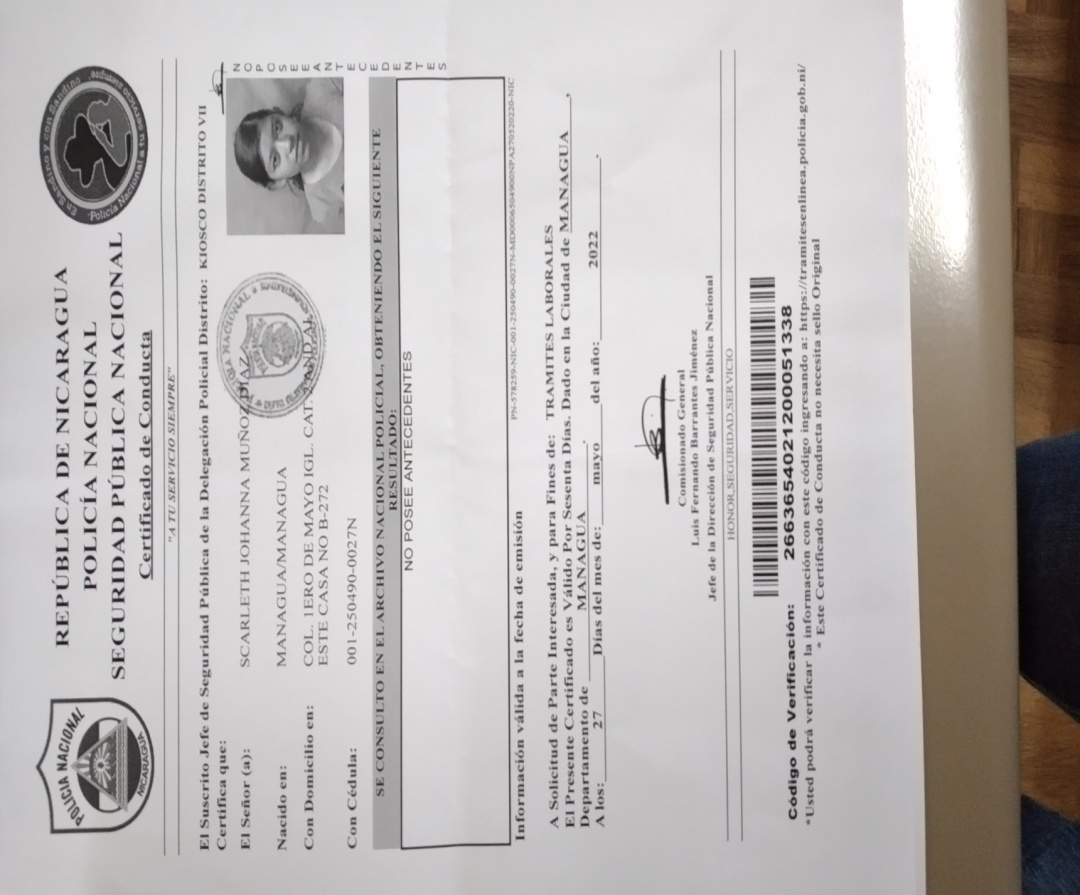 REPÚBLICA DE NICARAGUA
POLICÍA NACIONAL
SEGURIDAD PÚBLICA NACIONAL
Certificado de Conducta
POLICIA NACIONAL
NICARAGUA
En Sandino y con Sandino.
Policía Nacional a tu servicio siempre.
"A TU SERVICIO SIEMPRE"
El Suscrito Jefe de Seguridad Pública de la Delegación Policial Distrito: KIOSCO DISTRITO VII
Certifica que:
El Señor (a): SCARLETH JOHANNA MUÑOZ DIAZ
Nacido en: MANAGUA/MANAGUA
Con Domicilio en: COL. 1ERO DE MAYO IGL. CAT.
ESTE CASA NO B-272
Con Cédula: 001-250490-0027N
NO POSEE ANTECEDENTES
SE CONSULTO EN EL ARCHIVO NACIONAL POLICIAL, OBTENIENDO EL SIGUIENTE
RESULTADO:
NO POSEE ANTECEDENTES
Información válida a la fecha de emisión
A Solicitud de Parte Interesada, y para Fines de: TRAMITES LABORALES
El Presente Certificado es Válido Por Sesenta Días. Dado en la Ciudad de MANAGUA,
Departamento de MANAGUA.
A los: 27 Días del mes de: mayo del año: 2022.
Comisionado General
Luis Fernando Barrantes Jiménez
Jefe de la Dirección de Seguridad Pública Nacional
HONOR,SEGURIDAD,SERVICIO
Código de Verificación: 26636540212000051338
*Usted podrá verificar la información con este código ingresando a: https://tramitesenlinea.policia.gob.ni/
* Este Certificado de Conducta no necesita sello Original